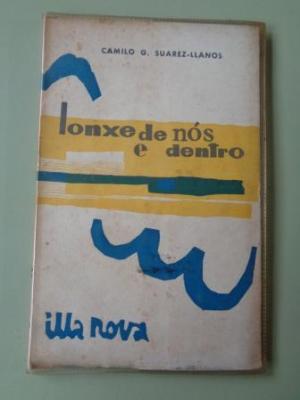 CAMILO G. SUAREZ-LLANOS
lonxe de nós
e dentro
illa nova